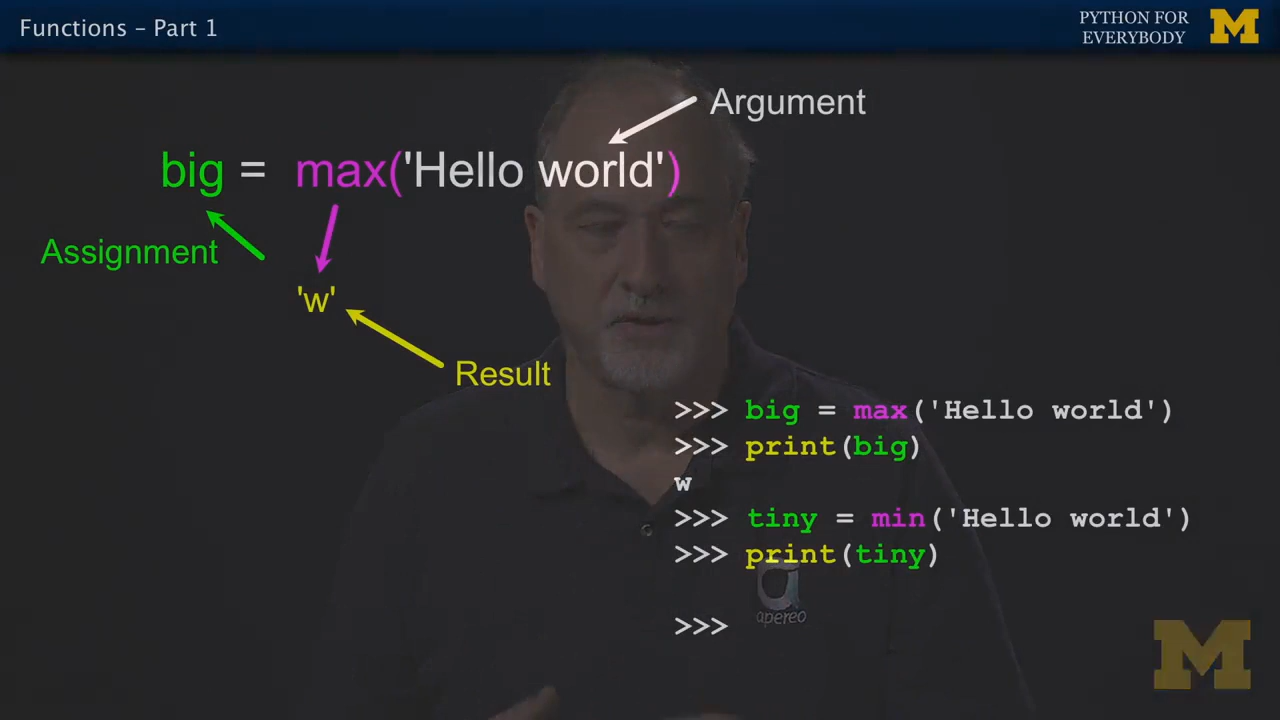 Functions – Part 1
PYTHON FOR
EVERYBODY
M
Argument
big = max('Hello world')
Assignment
'w'
Result
>>> big = max('Hello world')
>>> print(big)
w
>>> tiny = min('Hello world')
>>> print(tiny)
>>>
apereo
M